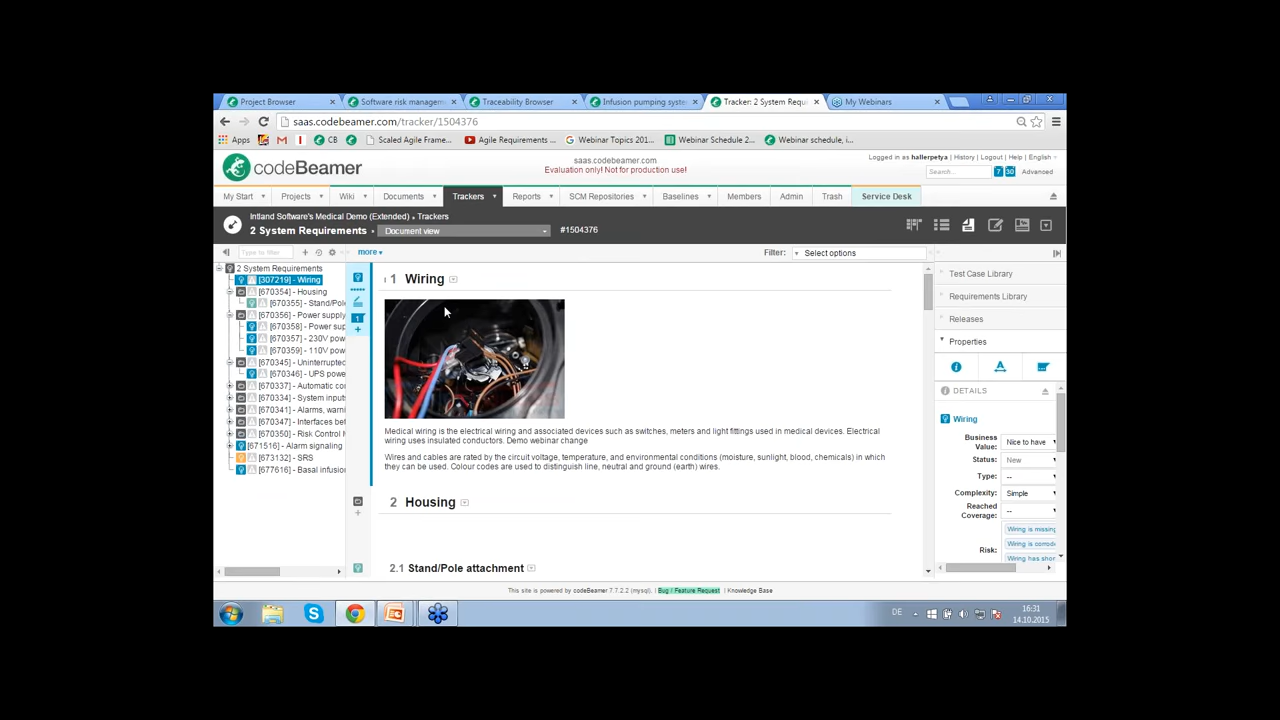 Project Browser
Software risk managem
Traceability Browser
Infusion pumping syste
Tracker: 2 System Requ
My Webinars
saas.codebeamer.com/tracker/1504376
Apps
CB
Scaled Agile Frame...
Agile Requirements ...
Webinar Topics 201...
Webinar Schedule 2...
Webinar schedule, i...
codeBeamer
saas.codebeamer.com
Evaluation only! Not for production use!
Logged in as hallerpetya | History | Logout | Help | English
Search...
7 30
Advanced
My Start
Projects
Wiki
Documents
Trackers
Reports
SCM Repositories
Baselines
Members
Admin
Trash
Service Desk
Intland Software's Medical Demo (Extended) • Trackers
2 System Requirements • Document view #1504376
Type to filter
more
Filter: Select options
2 System Requirements
[307219] - Wiring
[670354] - Housing
[670355] - Stand/Pole
[670356] - Power supply
[670358] - Power sup
[670357] - 230V pow
[670359] - 110V pow
[670345] - Uninterrupted
[670346] - UPS powe
[670337] - Automatic co
[670334] - System inputs
[670341] - Alarms, warni
[670347] - Interfaces bet
[670350] - Risk Control M
[671516] - Alarm signaling
[673132] - SRS
[677616] - Basal infusion
1
1 Wiring
Medical wiring is the electrical wiring and associated devices such as switches, meters and light fittings used in medical devices. Electrical
wiring uses insulated conductors. Demo webinar change
Wires and cables are rated by the circuit voltage, temperature, and environmental conditions (moisture, sunlight, blood, chemicals) in which
they can be used. Colour codes are used to distinguish line, neutral and ground (earth) wires.
2 Housing
2.1 Stand/Pole attachment
Test Case Library
Requirements Library
Releases
Properties
DETAILS
Wiring
Business
Value: Nice to have
Status: New
Type: --
Complexity: Simple
Reached
Coverage: --
Wiring is missing
Wiring is corrod
Risk:
Wiring has shor
This site is powered by codeBeamer 7.7.2.2 (mysql). | Bug / Feature Request | Knowledge Base
DE
16:31
14.10.2015